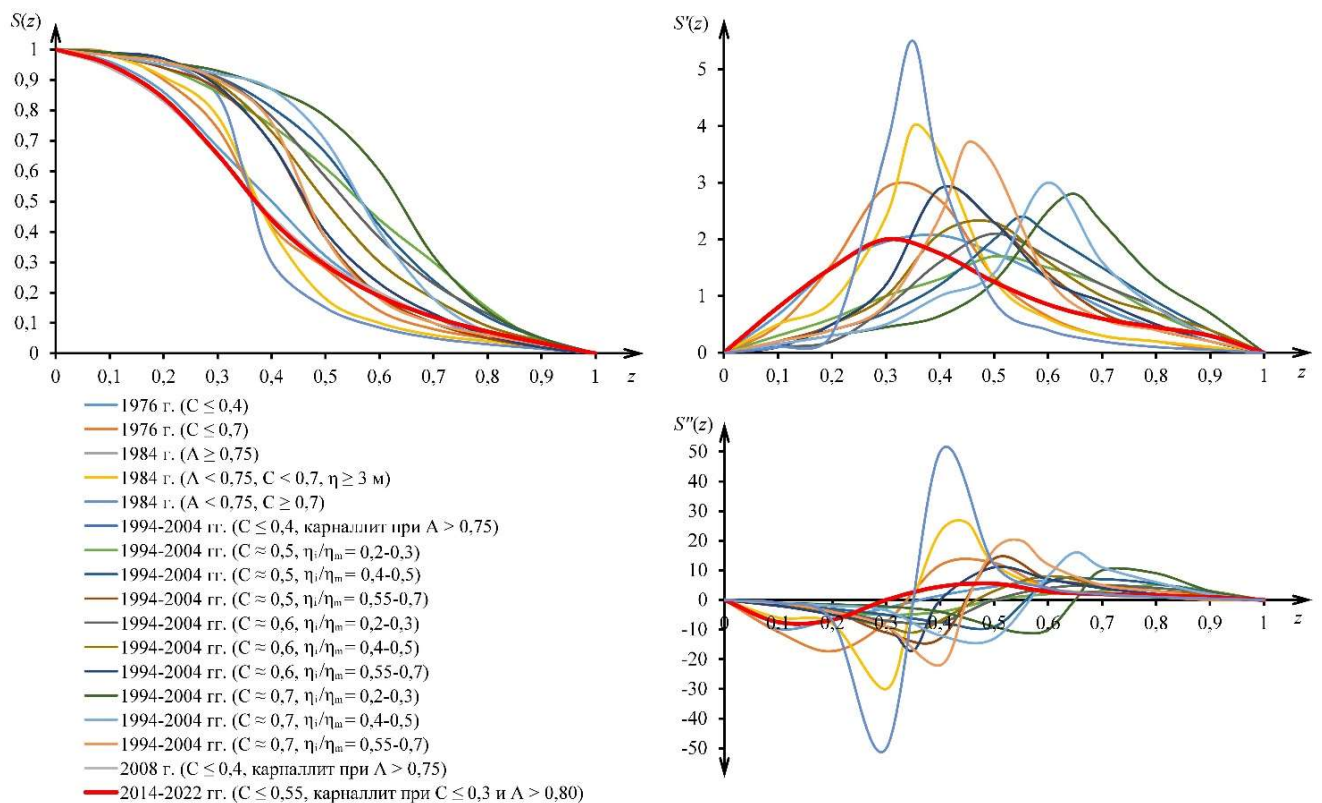 S(z)
1
0,9
0,8
0,7
0,6
0,5
0,4
0,3
0,2
0,1
0
0 0,1 0,2 0,3 0,4 0,5 0,6 0,7 0,8 0,9 1 z
1976 г. (C ≤ 0,4)
1976 г. (C ≤ 0,7)
1984 г. (A ≥ 0,75)
1984 г. (A < 0,75, C < 0,7, η ≥ 3 м)
1984 г. (A < 0,75, C ≥ 0,7)
1994-2004 гг. (C ≤ 0,4, карналлит при A > 0,75)
1994-2004 гг. (C ≈ 0,5, ηᵢ/ηₘ = 0,2-0,3)
1994-2004 гг. (C ≈ 0,5, ηᵢ/ηₘ = 0,4-0,5)
1994-2004 гг. (C ≈ 0,5, ηᵢ/ηₘ = 0,55-0,7)
1994-2004 гг. (C ≈ 0,6, ηᵢ/ηₘ = 0,2-0,3)
1994-2004 гг. (C ≈ 0,6, ηᵢ/ηₘ = 0,4-0,5)
1994-2004 гг. (C ≈ 0,6, ηᵢ/ηₘ = 0,55-0,7)
1994-2004 гг. (C ≈ 0,7, ηᵢ/ηₘ = 0,2-0,3)
1994-2004 гг. (C ≈ 0,7, ηᵢ/ηₘ = 0,4-0,5)
1994-2004 гг. (C ≈ 0,7, ηᵢ/ηₘ = 0,55-0,7)
2008 г. (C ≤ 0,4, карналлит при A > 0,75)
2014-2022 гг. (C ≤ 0,55, карналлит при C ≤ 0,3 и A > 0,80)
S'(z)
5
4
3
2
1
0
0 0,1 0,2 0,3 0,4 0,5 0,6 0,7 0,8 0,9 1 z
S''(z)
50
40
30
20
10
0
-10
-20
-30
-40
-50
0 0,1 0,2 0,3 0,4 0,5 0,6 0,7 0,8 0,9 1 z